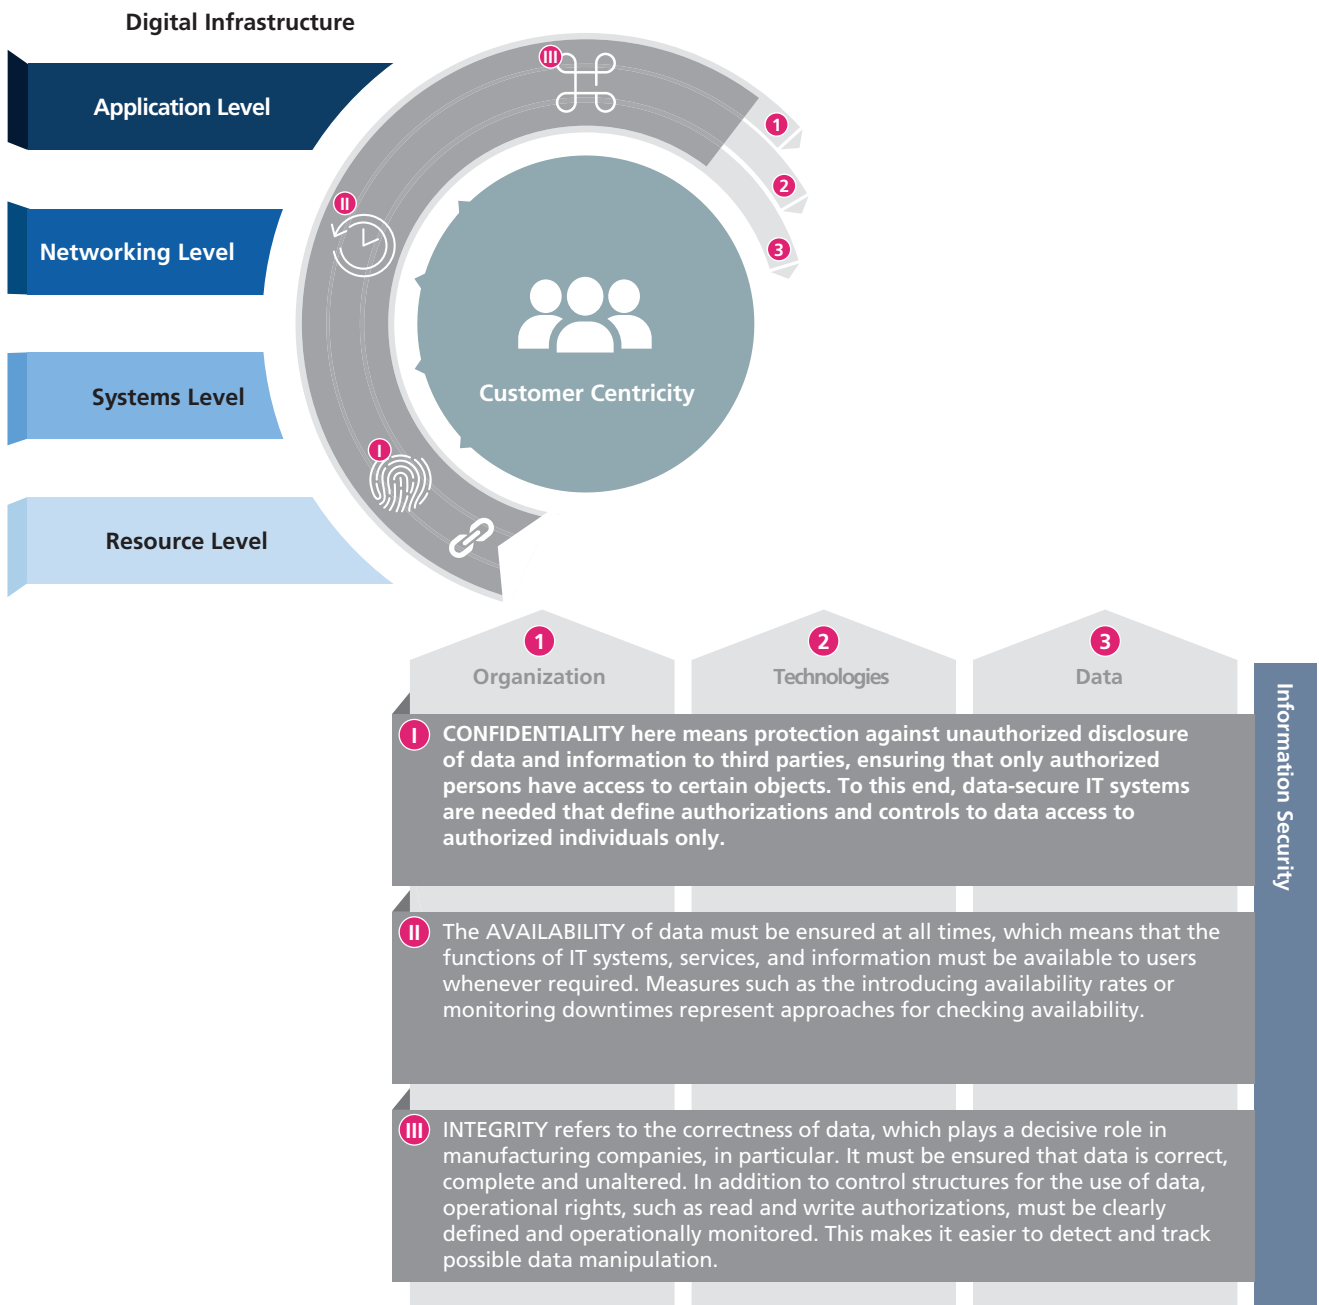 Digital Infrastructure
Application Level
Networking Level
Systems Level
Resource Level
III
II
I
1
2
3
Customer Centricity
1
2
3
Organization
Technologies
Data
Information Security
I
CONFIDENTIALITY here means protection against unauthorized disclosure
of data and information to third parties, ensuring that only authorized
persons have access to certain objects. To this end, data-secure IT systems
are needed that define authorizations and controls to data access to
authorized individuals only.
II
The AVAILABILITY of data must be ensured at all times, which means that the
functions of IT systems, services, and information must be available to users
whenever required. Measures such as the introducing availability rates or
monitoring downtimes represent approaches for checking availability.
III
INTEGRITY refers to the correctness of data, which plays a decisive role in
manufacturing companies, in particular. It must be ensured that data is correct,
complete and unaltered. In addition to control structures for the use of data,
operational rights, such as read and write authorizations, must be clearly
defined and operationally monitored. This makes it easier to detect and track
possible data manipulation.